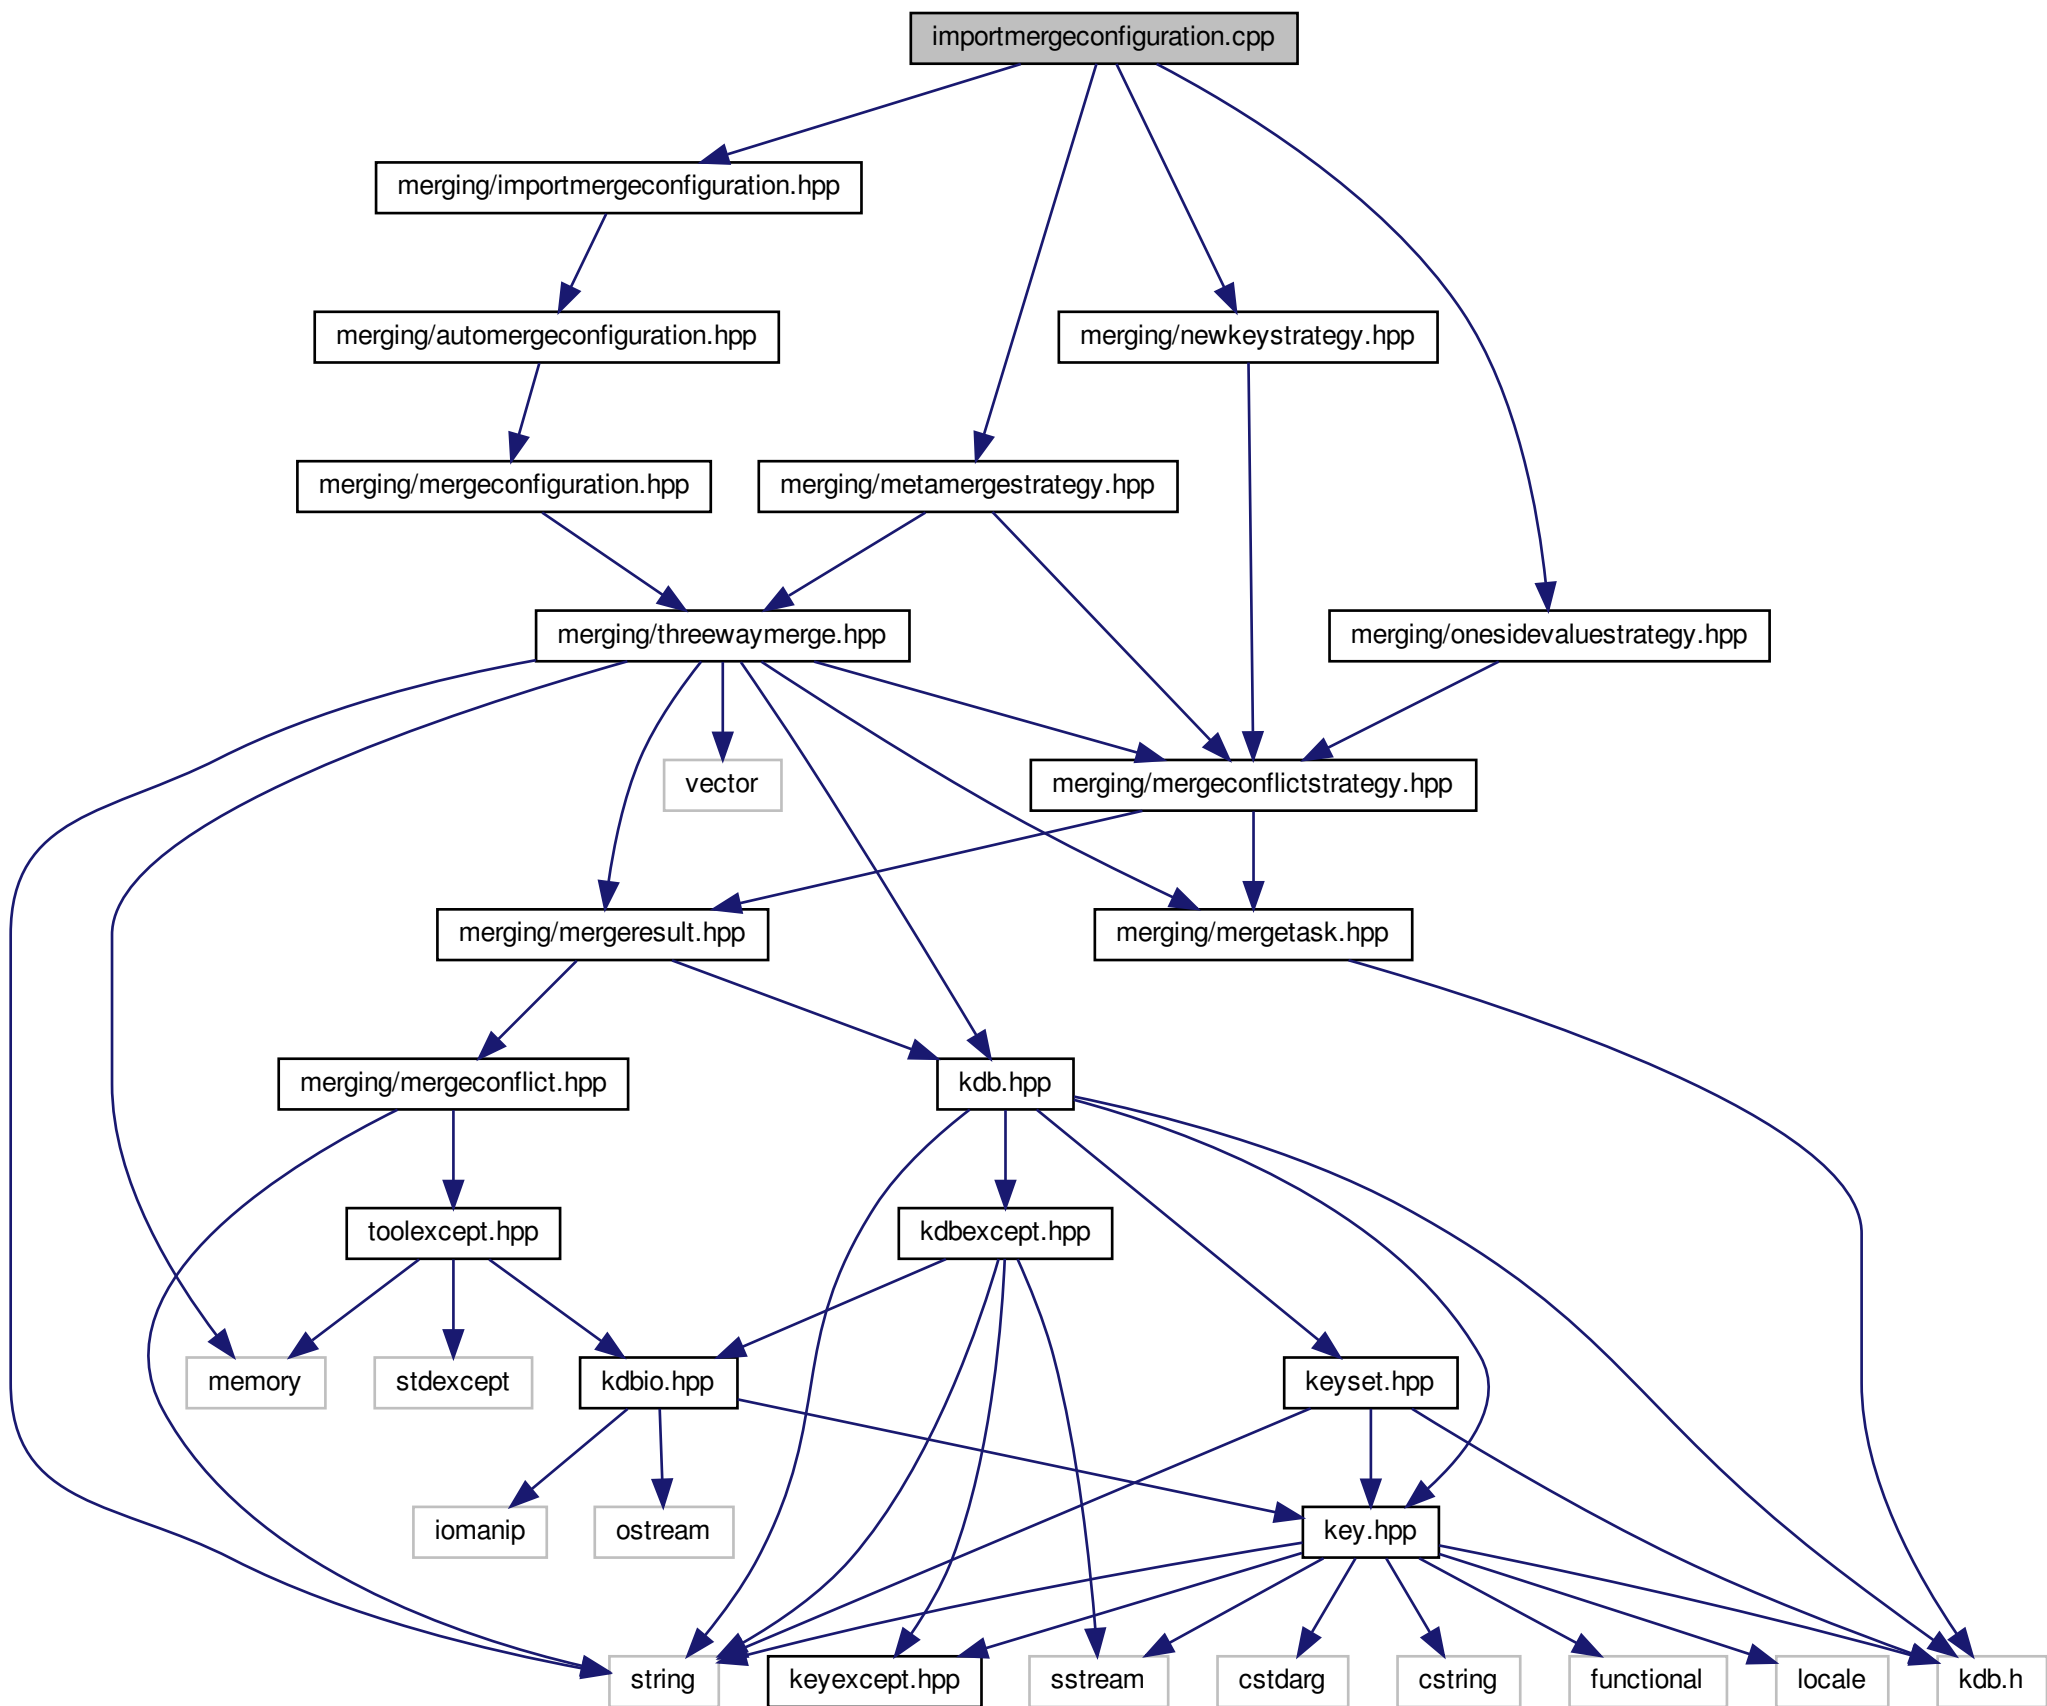 importmergeconfiguration.cpp
merging/importmergeconfiguration.hpp
merging/automergeconfiguration.hpp
merging/newkeystrategy.hpp
merging/mergeconfiguration.hpp
merging/metamergestrategy.hpp
merging/threewaymerge.hpp
merging/onesidevaluestrategy.hpp
vector
merging/mergeconflictstrategy.hpp
merging/mergeresult.hpp
merging/mergetask.hpp
merging/mergeconflict.hpp
kdb.hpp
toolexcept.hpp
kdbexcept.hpp
memory
stdexcept
kdbio.hpp
keyset.hpp
iomanip
ostream
key.hpp
string
keyexcept.hpp
sstream
cstdarg
cstring
functional
locale
kdb.h